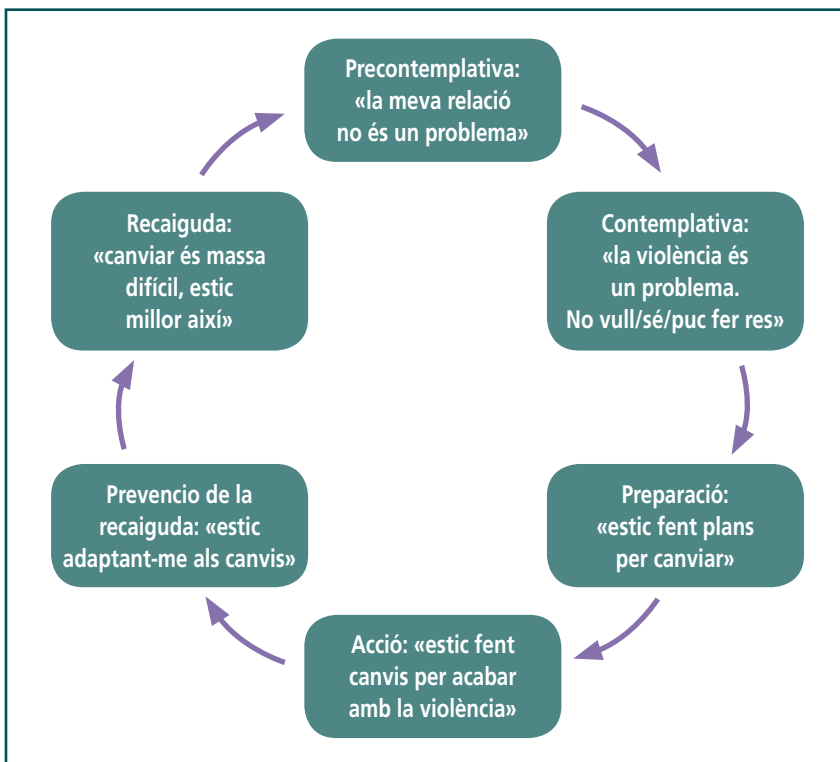 Precontemplativa:
«la meva relació
no és un problema»
Contemplativa:
«la violència és
un problema.
No vull/sé/puc fer res»
Preparació:
«estic fent plans
per canviar»
Acció: «estic fent
canvis per acabar
amb la violència»
Prevencio de la
recaiguda: «estic
adaptant-me als canvis»
Recaiguda:
«canviar és massa
difícil, estic
millor així»